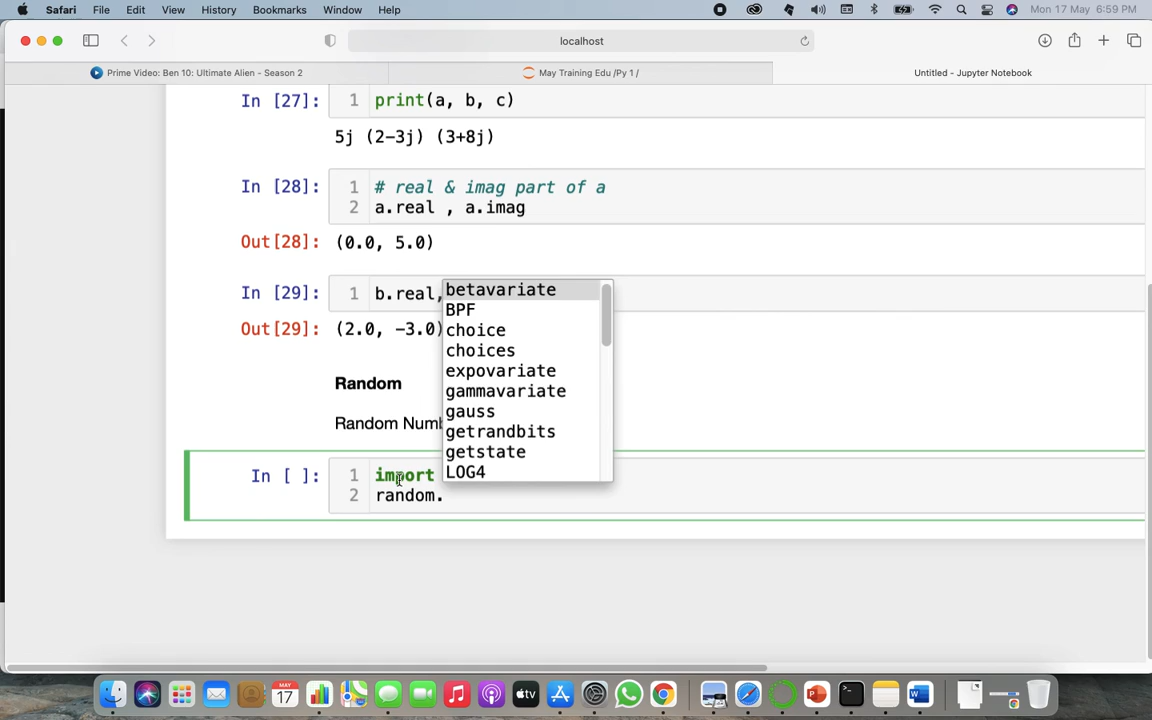 Safari File Edit View History Bookmarks Window Help Mon 17 May 6:59 PM
localhost
Prime Video: Ben 10: Ultimate Alien - Season 2 May Training Edu /Py 1 / Untitled - Jupyter Notebook
In [27]: 1 print(a, b, c)
5j (2-3j) (3+8j)
In [28]: 1 # real & imag part of a
2 a.real , a.imag
Out[28]: (0.0, 5.0)
In [29]: 1 b.real,
Out[29]: (2.0, -3.0)
betavariate
BPF
choice
choices
expovariate
gammavariate
gauss
getrandbits
getstate
LOG4
Random
Random
In [ ]: 1 import
2 random.
MAY
17
tv